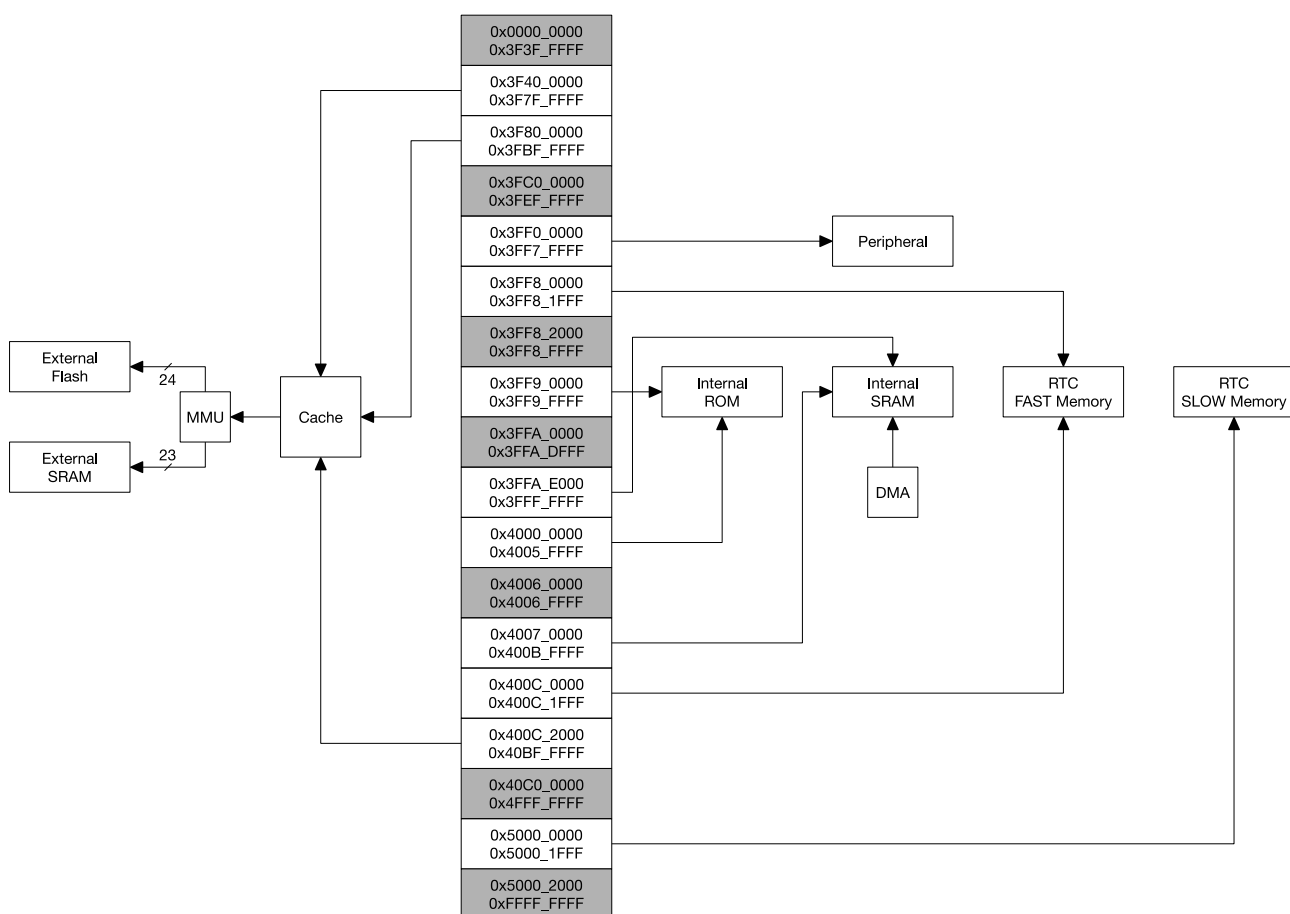 0x0000_0000
0x3F3F_FFFF
0x3F40_0000
0x3F7F_FFFF
0x3F80_0000
0x3FBF_FFFF
0x3FC0_0000
0x3FEF_FFFF
0x3FF0_0000
0x3FF7_FFFF
Peripheral
0x3FF8_0000
0x3FF8_1FFF
0x3FF8_2000
0x3FF8_FFFF
External
Flash
24
MMU
23
External
SRAM
Cache
0x3FF9_0000
0x3FF9_FFFF
Internal
ROM
Internal
SRAM
RTC
FAST Memory
RTC
SLOW Memory
0x3FFA_0000
0x3FFA_DFFF
0x3FFA_E000
0x3FFF_FFFF
DMA
0x4000_0000
0x4005_FFFF
0x4006_0000
0x4006_FFFF
0x4007_0000
0x400B_FFFF
0x400C_0000
0x400C_1FFF
0x400C_2000
0x40BF_FFFF
0x40C0_0000
0x4FFF_FFFF
0x5000_0000
0x5000_1FFF
0x5000_2000
0xFFFF_FFFF